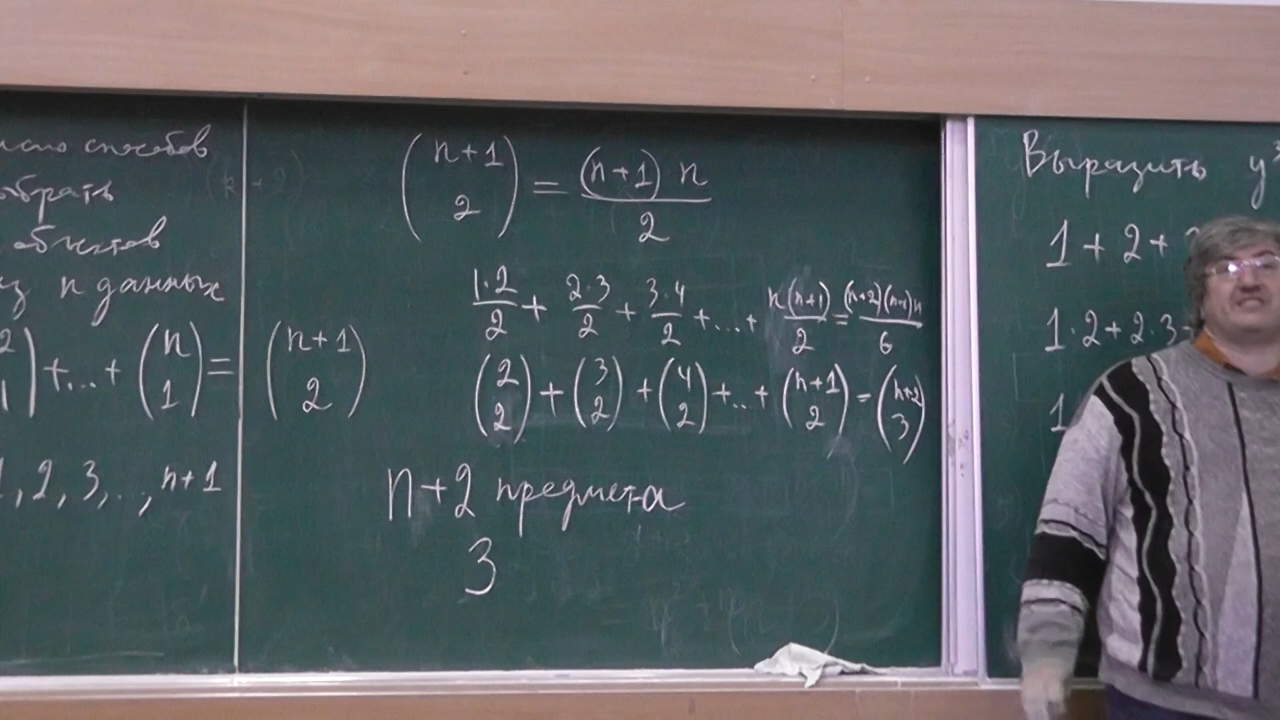 способов
объектов
из n данных
+...+ (n 1) = (n+1 2)
1, 2, 3, .., n+1
(n+1 2) = (n+1)·n / 2
1·2/2 + 2·3/2 + 3·4/2 +...+ n(n+1)/2 = (n+2)(n+1)n/6
(2 2) + (3 2) + (4 2) +...+ (n+1 2) = (n+2 3)
n+2 предмета
3
Выразить y
1 + 2 +
1·2 + 2·3
1